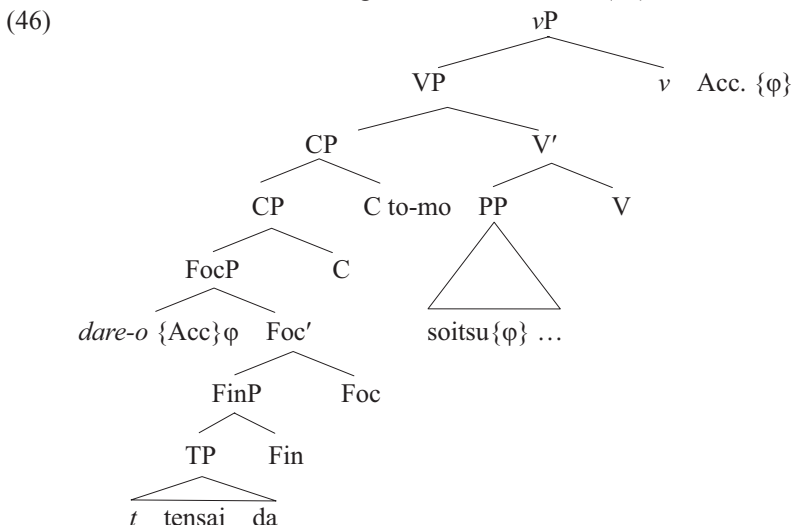 (46)
vP
VP v Acc. {φ}
CP V′
CP C to-mo PP V
FocP C
dare-o {Acc}φ Foc′ soitsu{φ} …
FinP Foc
TP Fin
t tensai da